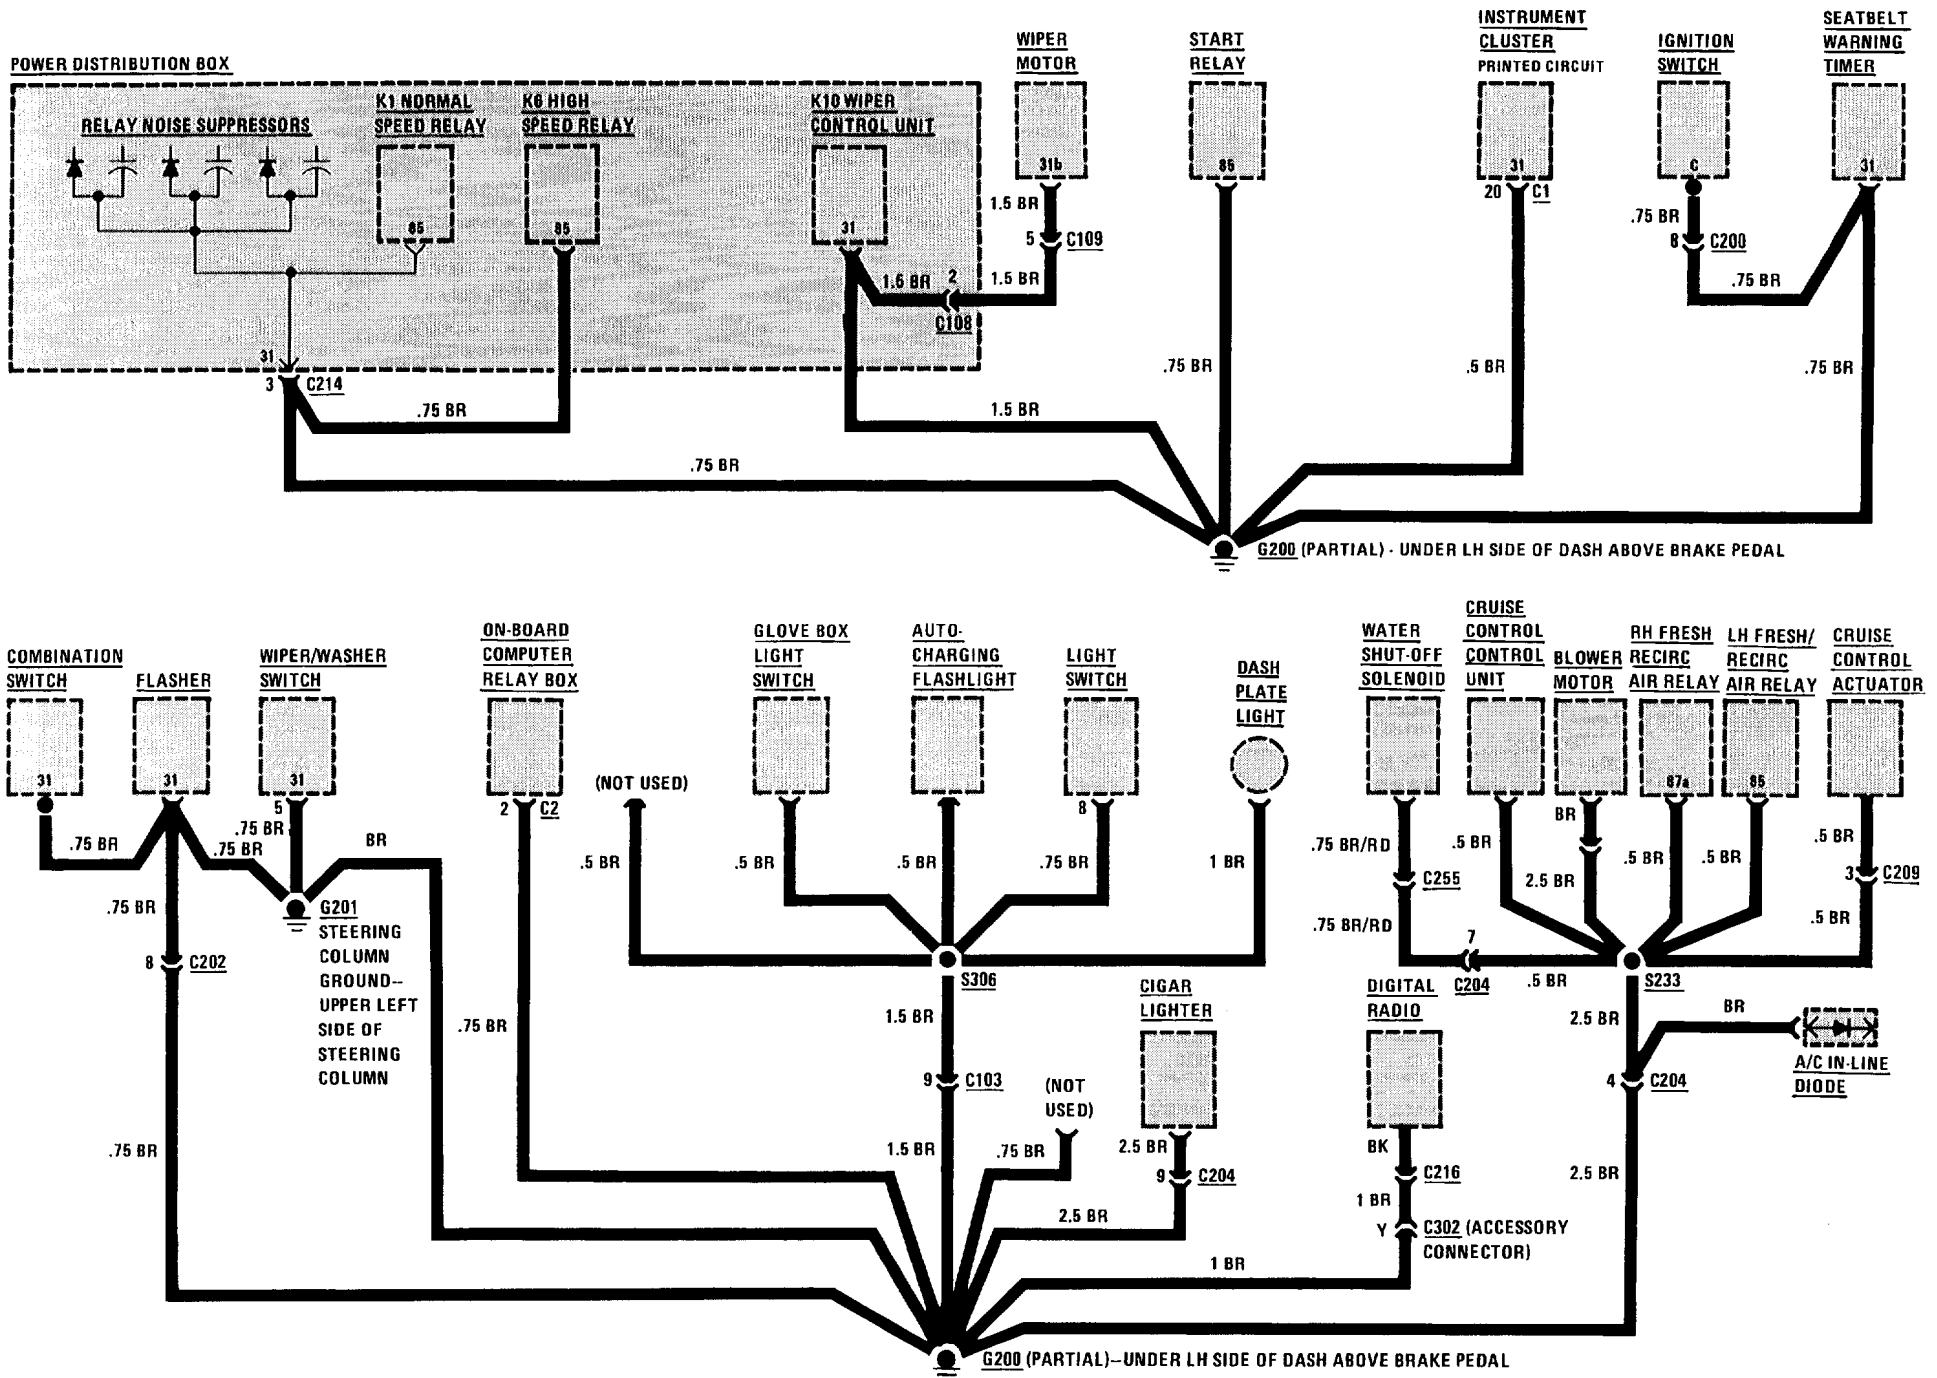 POWER DISTRIBUTION BOX
RELAY NOISE SUPPRESSORS
K1 NORMAL
SPEED RELAY
85
K6 HIGH
SPEED RELAY
85
K10 WIPER
CONTROL UNIT
31
1.5 BR
2
C108
31
3
C214
.75 BR
.75 BR
1.5 BR
WIPER
MOTOR
31b
1.5 BR
5
C109
1.5 BR
START
RELAY
85
.75 BR
INSTRUMENT
CLUSTER
PRINTED CIRCUIT
31
20
C1
.5 BR
IGNITION
SWITCH
C
.75 BR
8
C200
.75 BR
SEATBELT
WARNING
TIMER
31
.75 BR
G200 (PARTIAL) - UNDER LH SIDE OF DASH ABOVE BRAKE PEDAL
COMBINATION
SWITCH
31
.75 BR
FLASHER
31
.75 BR
.75 BR
8
C202
.75 BR
WIPER/WASHER
SWITCH
31
5
.75 BR
BR
G201
STEERING
COLUMN
GROUND--
UPPER LEFT
SIDE OF
STEERING
COLUMN
ON-BOARD
COMPUTER
RELAY BOX
2
C2
.75 BR
(NOT USED)
.5 BR
GLOVE BOX
LIGHT
SWITCH
.5 BR
AUTO-
CHARGING
FLASHLIGHT
.5 BR
LIGHT
SWITCH
8
.75 BR
DASH
PLATE
LIGHT
1 BR
S306
1.5 BR
9
C103
1.5 BR
(NOT
USED)
.75 BR
CIGAR
LIGHTER
2.5 BR
9
C204
2.5 BR
WATER
SHUT-OFF
SOLENOID
.75 BR/RD
C255
.75 BR/RD
7
C204
.5 BR
CRUISE
CONTROL
CONTROL
UNIT
.5 BR
BLOWER
MOTOR
BR
2.5 BR
RH FRESH
RECIRC
AIR RELAY
87a
.5 BR
LH FRESH/
RECIRC
AIR RELAY
85
.5 BR
CRUISE
CONTROL
ACTUATOR
.5 BR
3
C209
.5 BR
S233
2.5 BR
BR
A/C IN-LINE
DIODE
4
C204
2.5 BR
DIGITAL
RADIO
BK
C216
1 BR
Y
C302 (ACCESSORY
CONNECTOR)
1 BR
G200 (PARTIAL)--UNDER LH SIDE OF DASH ABOVE BRAKE PEDAL